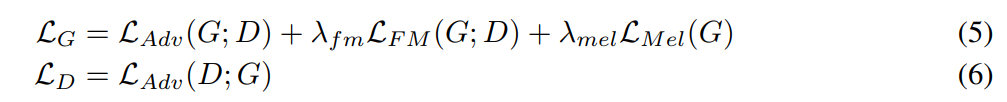 ℒ_G = ℒ_Adv(G; D) + λ_fm ℒ_FM(G; D) + λ_mel ℒ_Mel(G) (5)
ℒ_D = ℒ_Adv(D; G) (6)